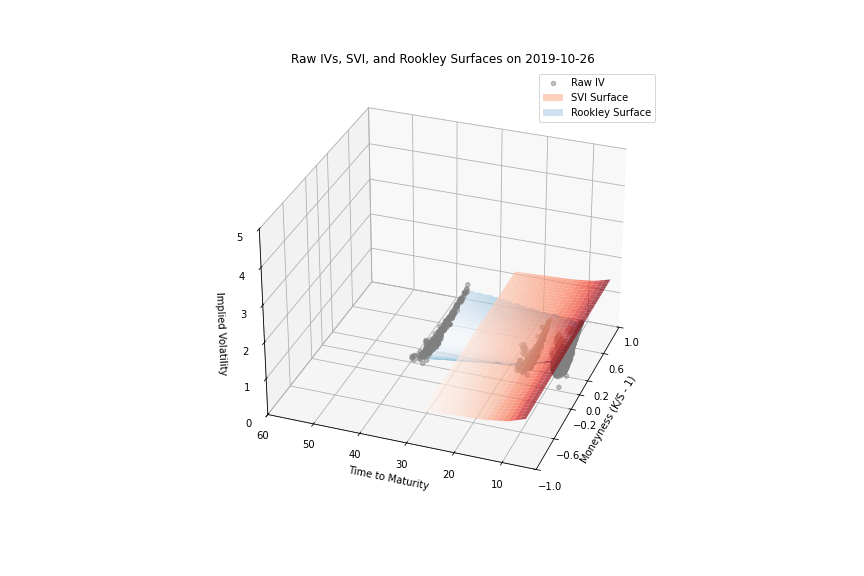 Raw IVs, SVI, and Rookley Surfaces on 2019-10-26
Raw IV
SVI Surface
Rookley Surface
5
4
3
2
1
0
Implied Volatility
60
50
40
30
20
10
Time to Maturity
1.0
0.6
0.2
0.0
−0.2
−0.6
−1.0
Moneyness (K/S - 1)